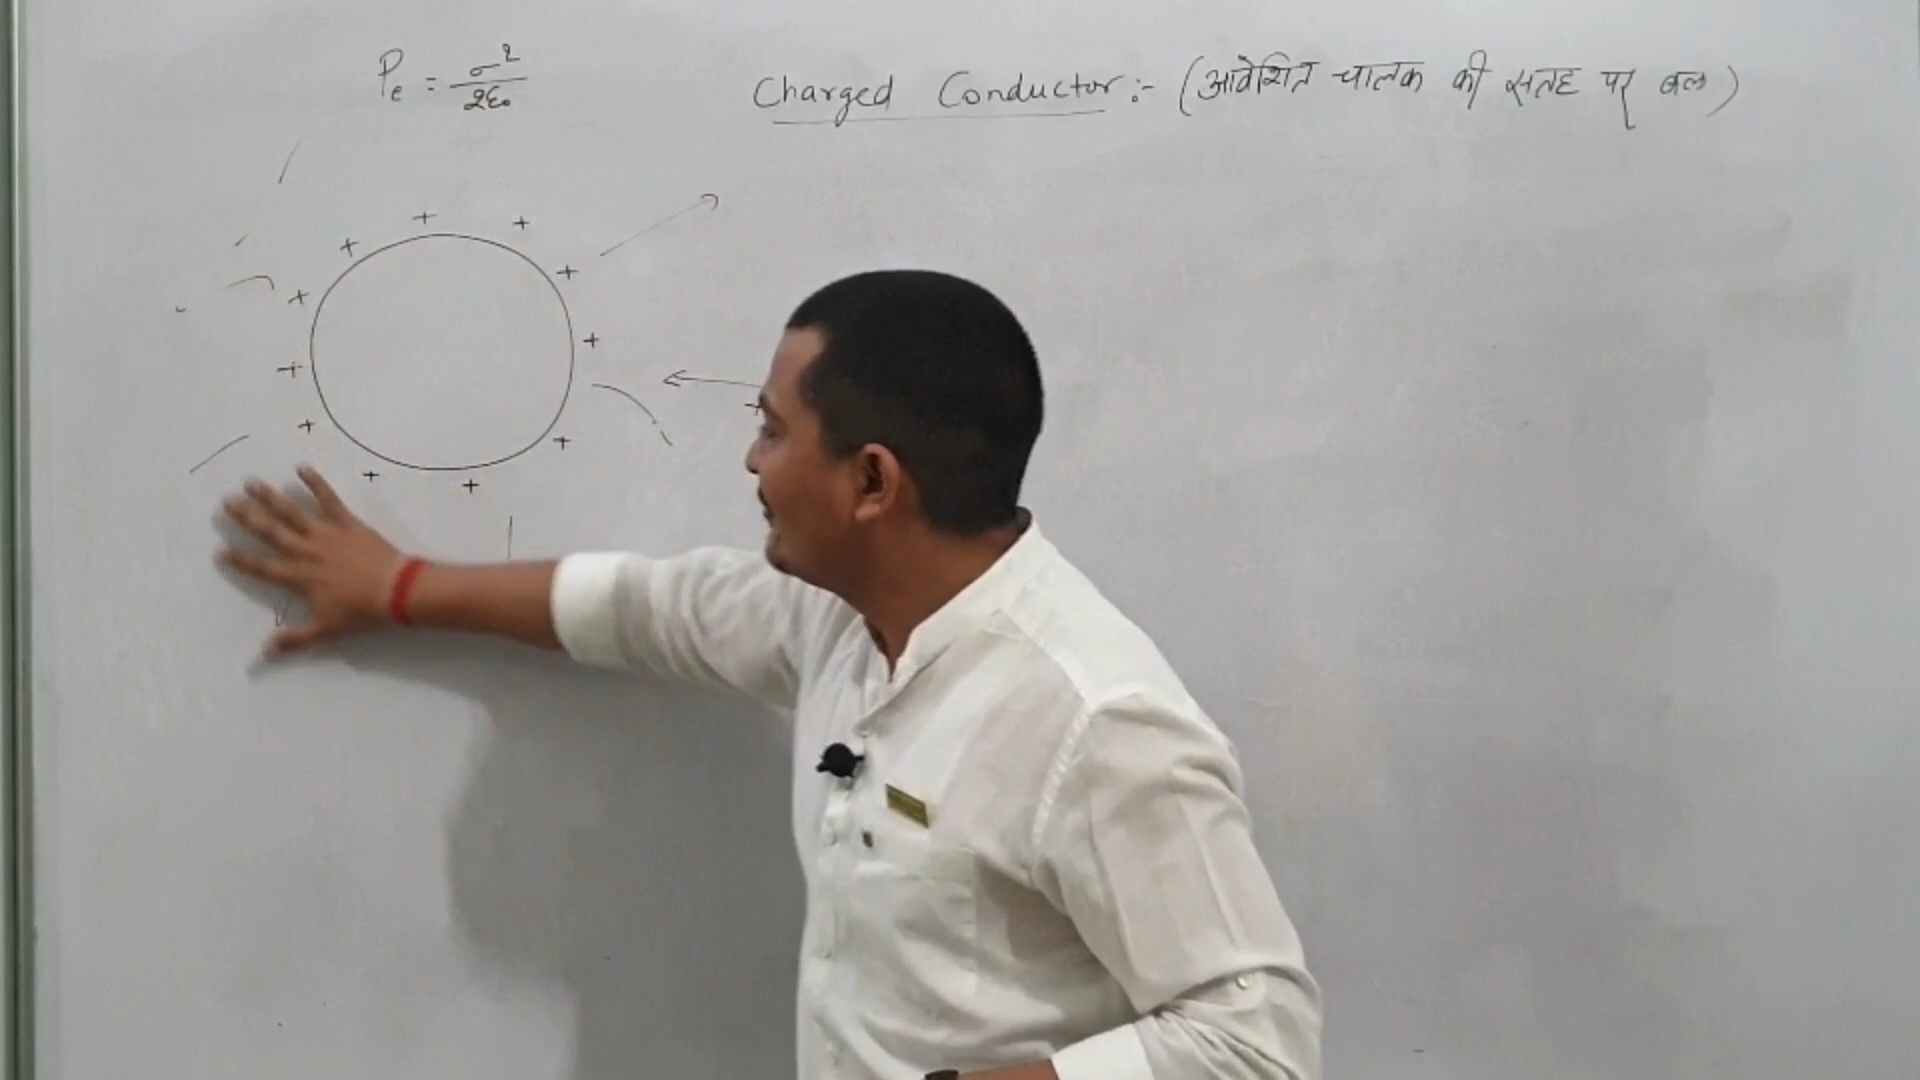 Pe = σ²/2ε₀
Charged Conductor :- (आवेशित चालक की सतह पर बल)
+ + + + + + + + + + + +